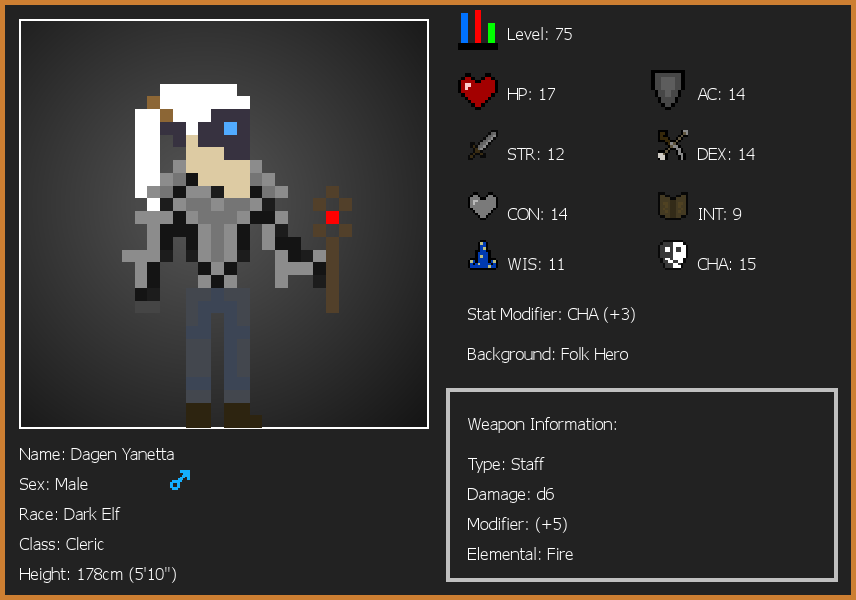 Level: 75
HP: 17
AC: 14
STR: 12
DEX: 14
CON: 14
INT: 9
WIS: 11
CHA: 15
Stat Modifier: CHA (+3)
Background: Folk Hero
Weapon Information:
Type: Staff
Damage: d6
Modifier: (+5)
Elemental: Fire
Name: Dagen Yanetta
Sex: Male
Race: Dark Elf
Class: Cleric
Height: 178cm (5'10")